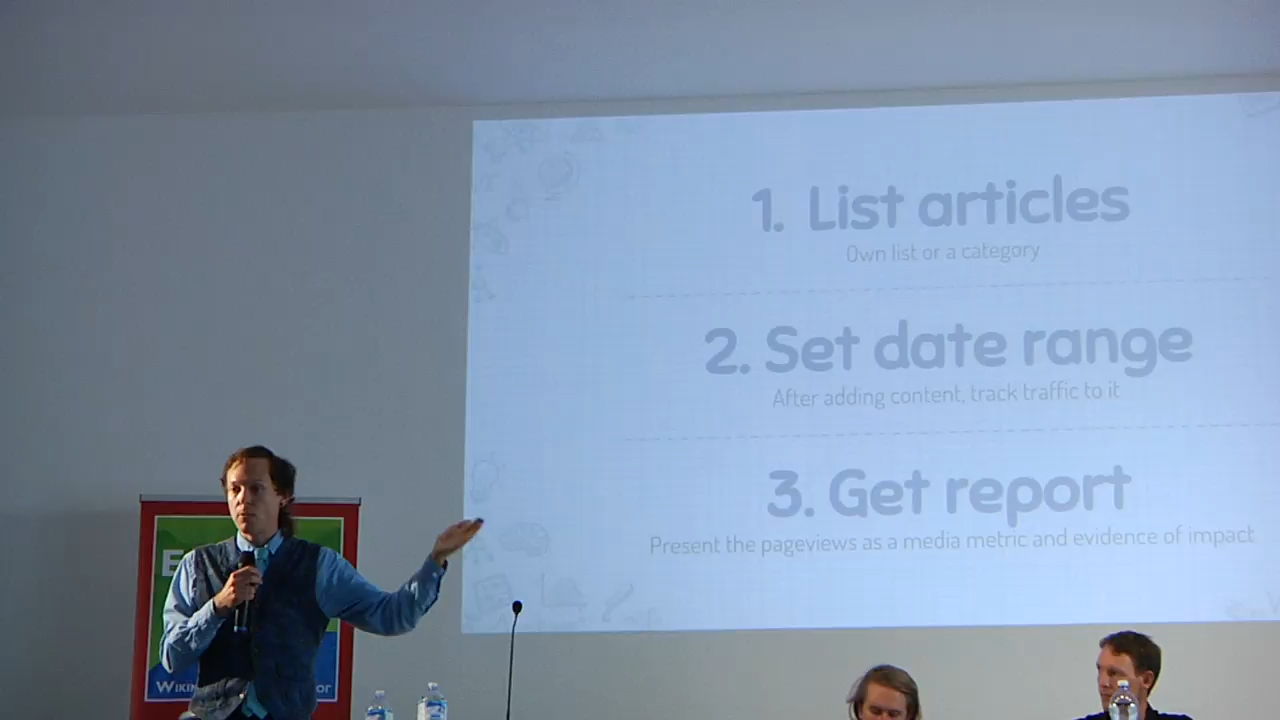 1. List articles
Own list or a category
2. Set date range
After adding content, track traffic to it
3. Get report
Present the pageviews as a media metric and evidence of impact